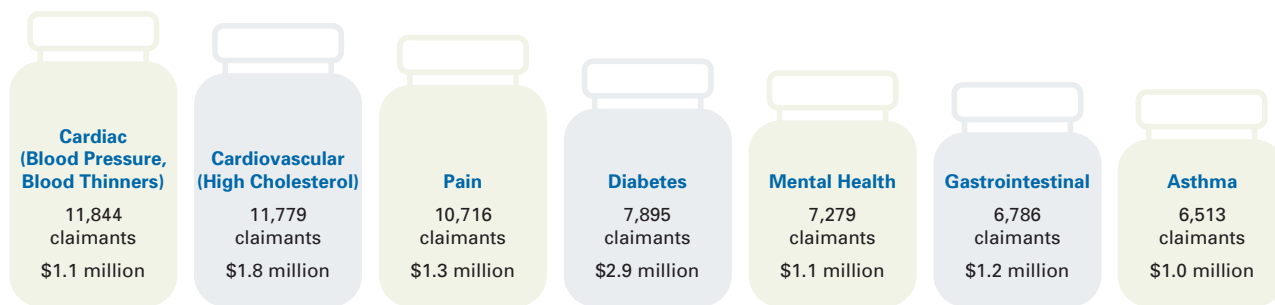 Cardiac
(Blood Pressure,
Blood Thinners)
11,844
claimants
$1.1 million
Cardiovascular
(High Cholesterol)
11,779
claimants
$1.8 million
Pain
10,716
claimants
$1.3 million
Diabetes
7,895
claimants
$2.9 million
Mental Health
7,279
claimants
$1.1 million
Gastrointestinal
6,786
claimants
$1.2 million
Asthma
6,513
claimants
$1.0 million